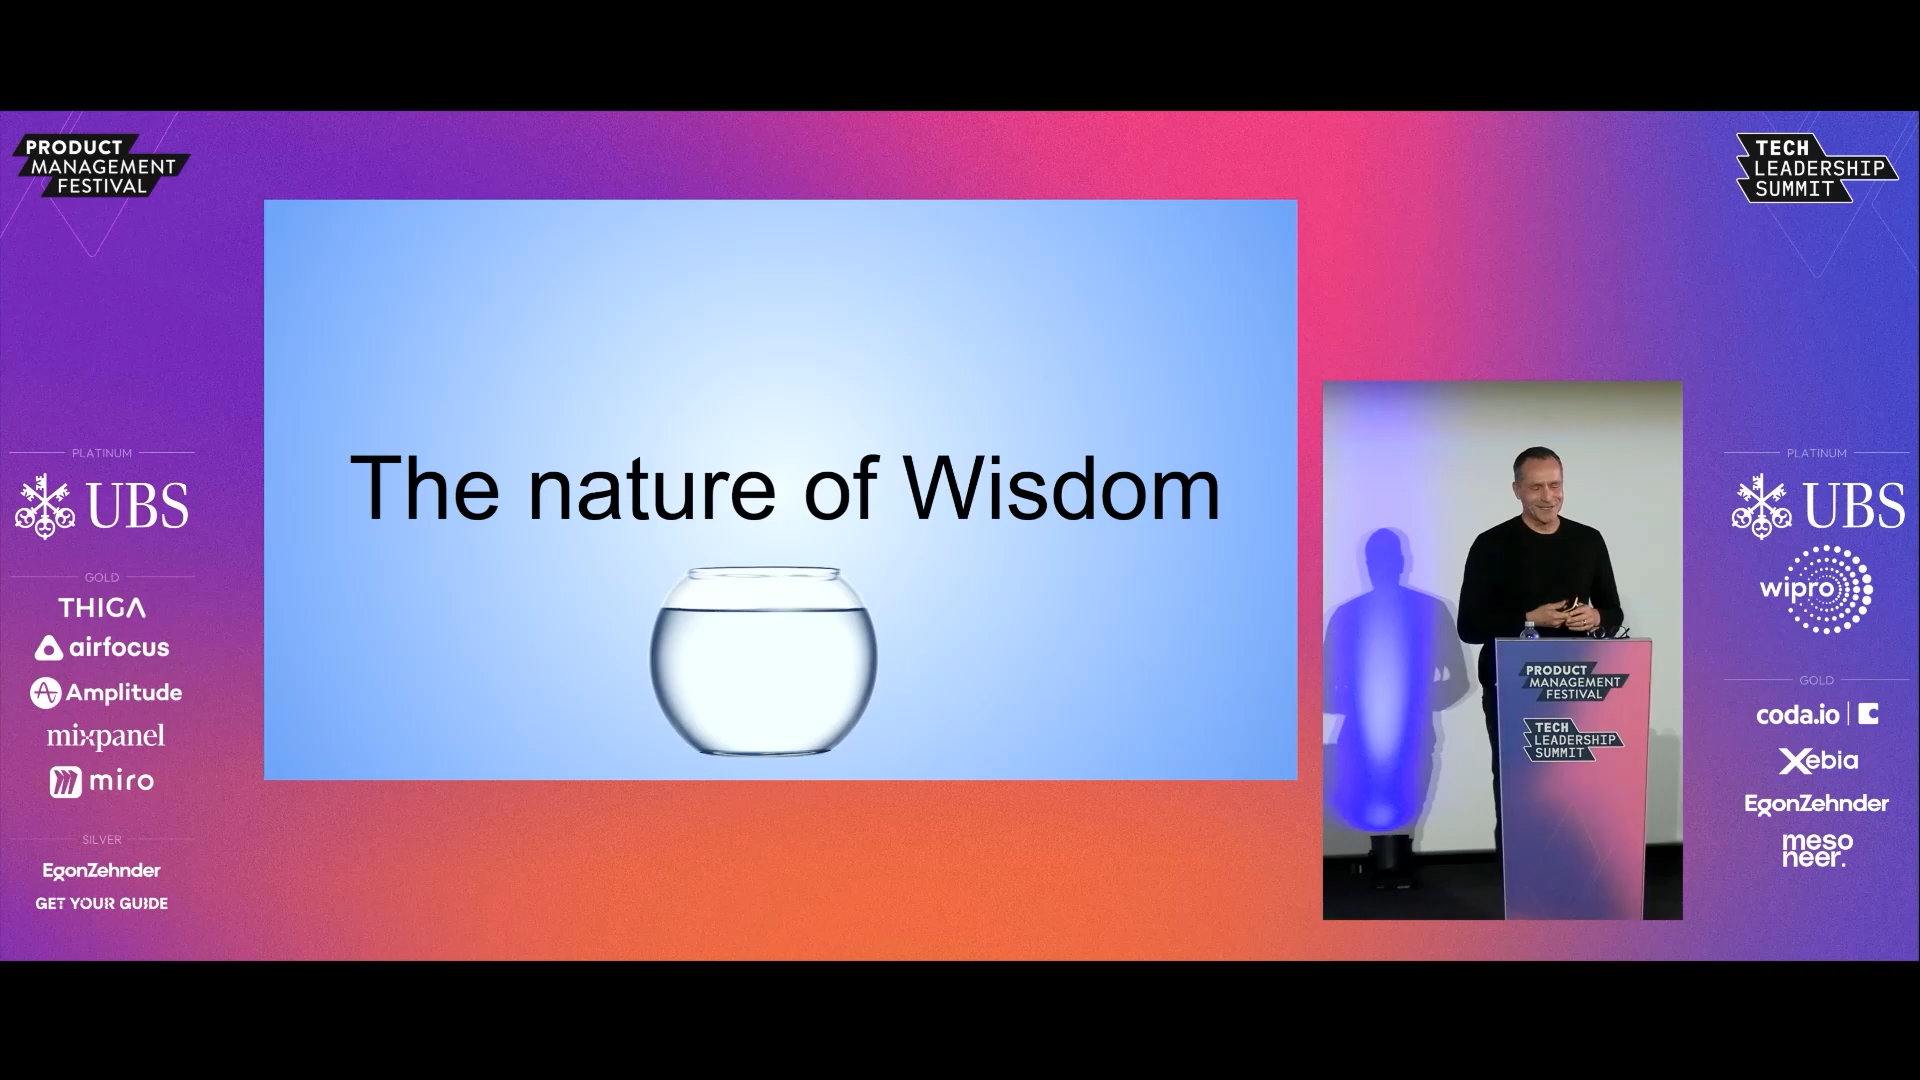 PRODUCT
MANAGEMENT
FESTIVAL
TECH
LEADERSHIP
SUMMIT
The nature of Wisdom
PLATINUM
UBS
GOLD
THIGA
airfocus
Amplitude
mixpanel
miro
SILVER
EgonZehnder
GET YOUR GUIDE
PRODUCT
MANAGEMENT
FESTIVAL
TECH
LEADERSHIP
SUMMIT
PLATINUM
UBS
wipro
GOLD
coda.io
Xebia
EgonZehnder
meso
neer.